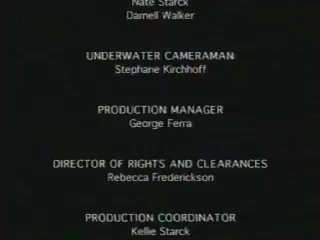 Nate Starck
Darnell Walker
UNDERWATER CAMERAMAN
Stephane Kirchhoff
PRODUCTION MANAGER
George Ferra
DIRECTOR OF RIGHTS AND CLEARANCES
Rebecca Frederickson
PRODUCTION COORDINATOR
Kellie Starck